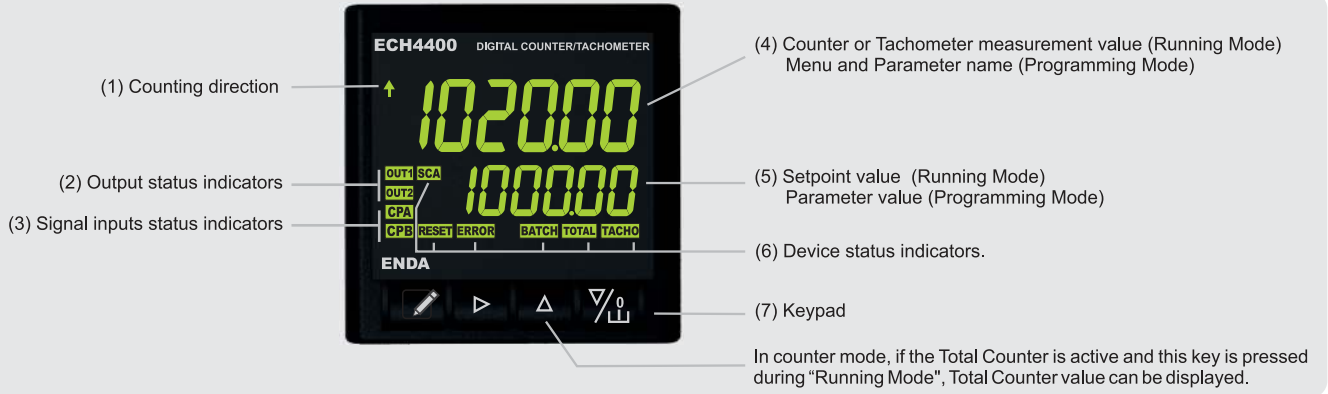 ECH4400 DIGITAL COUNTER/TACHOMETER
1020.00
OUT1 SCA
1000.00
OUT2
CPA
CPB RESET ERROR BATCH TOTAL TACHO
ENDA
0
(1) Counting direction
(2) Output status indicators
(3) Signal inputs status indicators
(4) Counter or Tachometer measurement value (Running Mode)
Menu and Parameter name (Programming Mode)
(5) Setpoint value (Running Mode)
Parameter value (Programming Mode)
(6) Device status indicators.
(7) Keypad
In counter mode, if the Total Counter is active and this key is pressed
during “Running Mode", Total Counter value can be displayed.